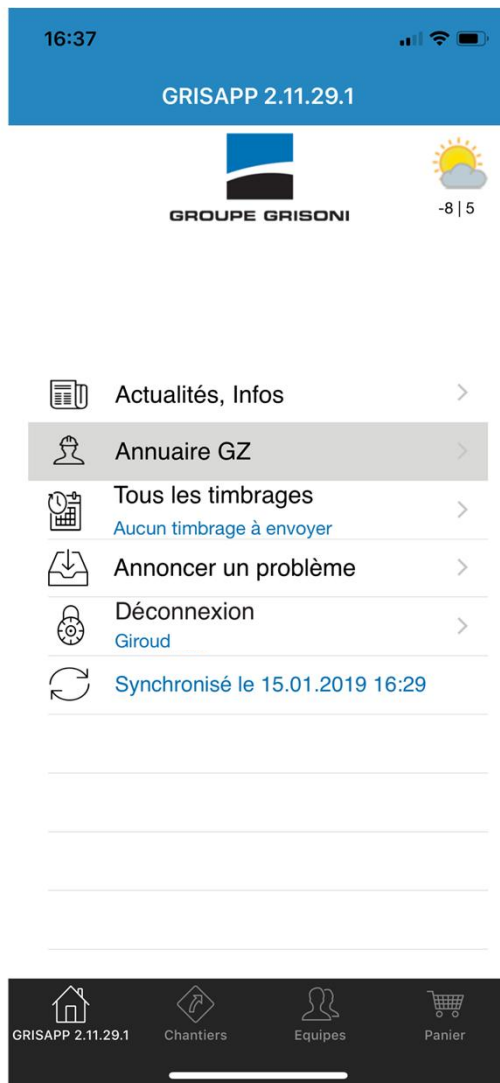 16:37
GRISAPP 2.11.29.1
GROUPE GRISONI
-8 | 5
Actualités, Infos
Annuaire GZ
Tous les timbrages
Aucun timbrage à envoyer
Annoncer un problème
Déconnexion
Giroud
Synchronisé le 15.01.2019 16:29
GRISAPP 2.11.29.1
Chantiers
Equipes
Panier